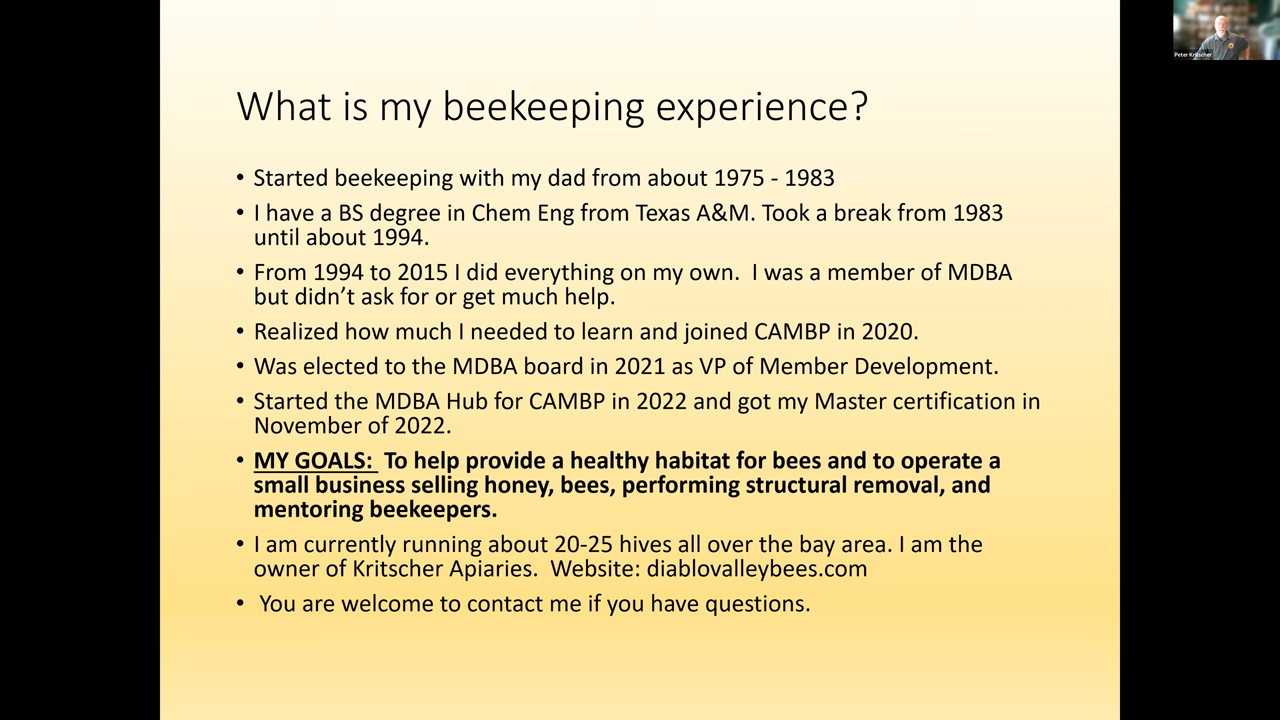 What is my beekeeping experience?
• Started beekeeping with my dad from about 1975 - 1983
• I have a BS degree in Chem Eng from Texas A&M. Took a break from 1983
until about 1994.
• From 1994 to 2015 I did everything on my own.  I was a member of MDBA
but didn’t ask for or get much help.
• Realized how much I needed to learn and joined CAMBP in 2020.
• Was elected to the MDBA board in 2021 as VP of Member Development.
• Started the MDBA Hub for CAMBP in 2022 and got my Master certification in
November of 2022.
• MY GOALS:  To help provide a healthy habitat for bees and to operate a
small business selling honey, bees, performing structural removal, and
mentoring beekeepers.
• I am currently running about 20-25 hives all over the bay area. I am the
owner of Kritscher Apiaries.  Website: diablovalleybees.com
• You are welcome to contact me if you have questions.
Peter Kritscher